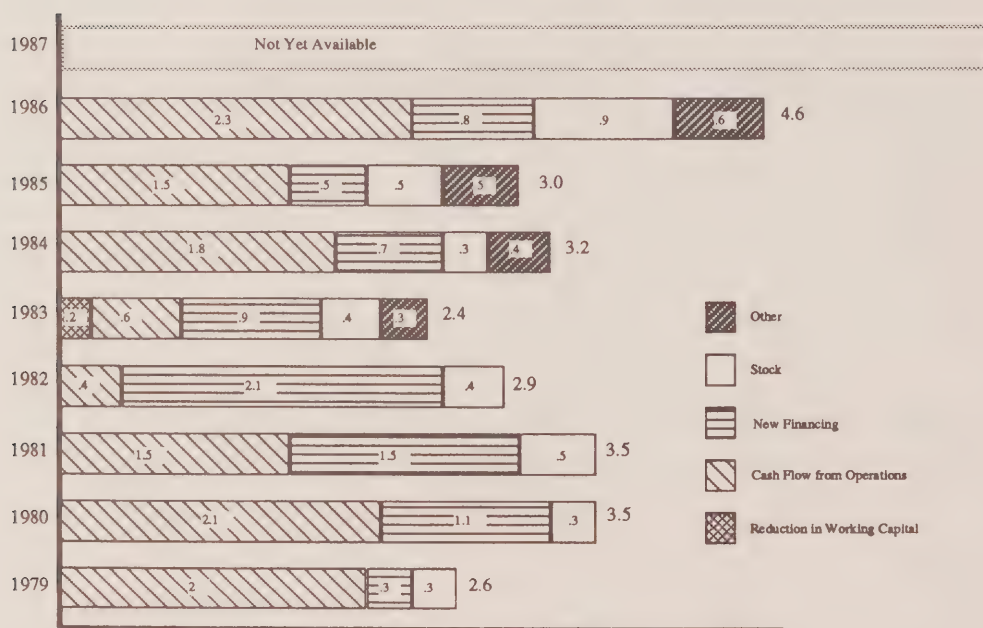 1987 Not Yet Available
1986 2.3 .8 .9 .6 4.6
1985 1.5 .5 .5 .5 3.0
1984 1.8 .7 .3 .4 3.2
1983 .2 .6 .9 .4 .3 2.4
Other
1982 .4 2.1 .4 2.9
Stock
New Financing
1981 1.5 1.5 .5 3.5
Cash Flow from Operations
1980 2.1 1.1 .3 3.5
Reduction in Working Capital
1979 2 .3 .3 2.6